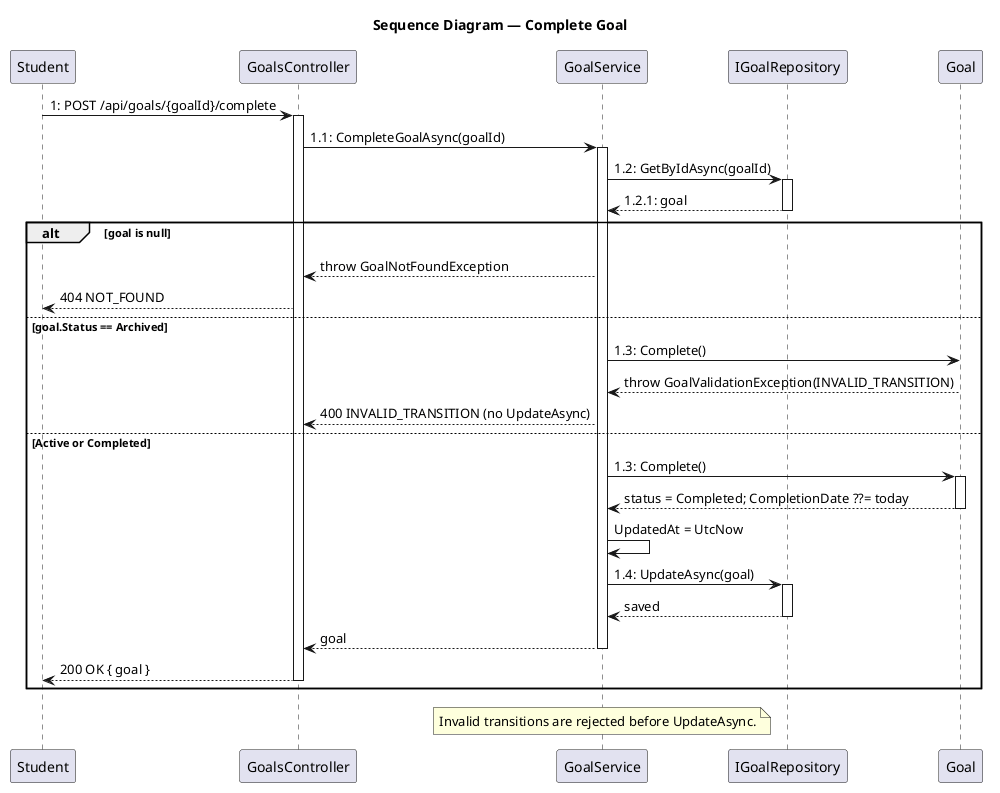 Sequence Diagram — Complete Goal
Student
GoalsController
GoalService
IGoalRepository
Goal
1: POST /api/goals/{goalId}/complete
1.1: CompleteGoalAsync(goalId)
1.2: GetByIdAsync(goalId)
1.2.1: goal
alt [goal is null]
throw GoalNotFoundException
404 NOT_FOUND
[goal.Status == Archived]
1.3: Complete()
throw GoalValidationException(INVALID_TRANSITION)
400 INVALID_TRANSITION (no UpdateAsync)
[Active or Completed]
1.3: Complete()
status = Completed; CompletionDate ??= today
UpdatedAt = UtcNow
1.4: UpdateAsync(goal)
saved
goal
200 OK { goal }
Invalid transitions are rejected before UpdateAsync.
Student
GoalsController
GoalService
IGoalRepository
Goal